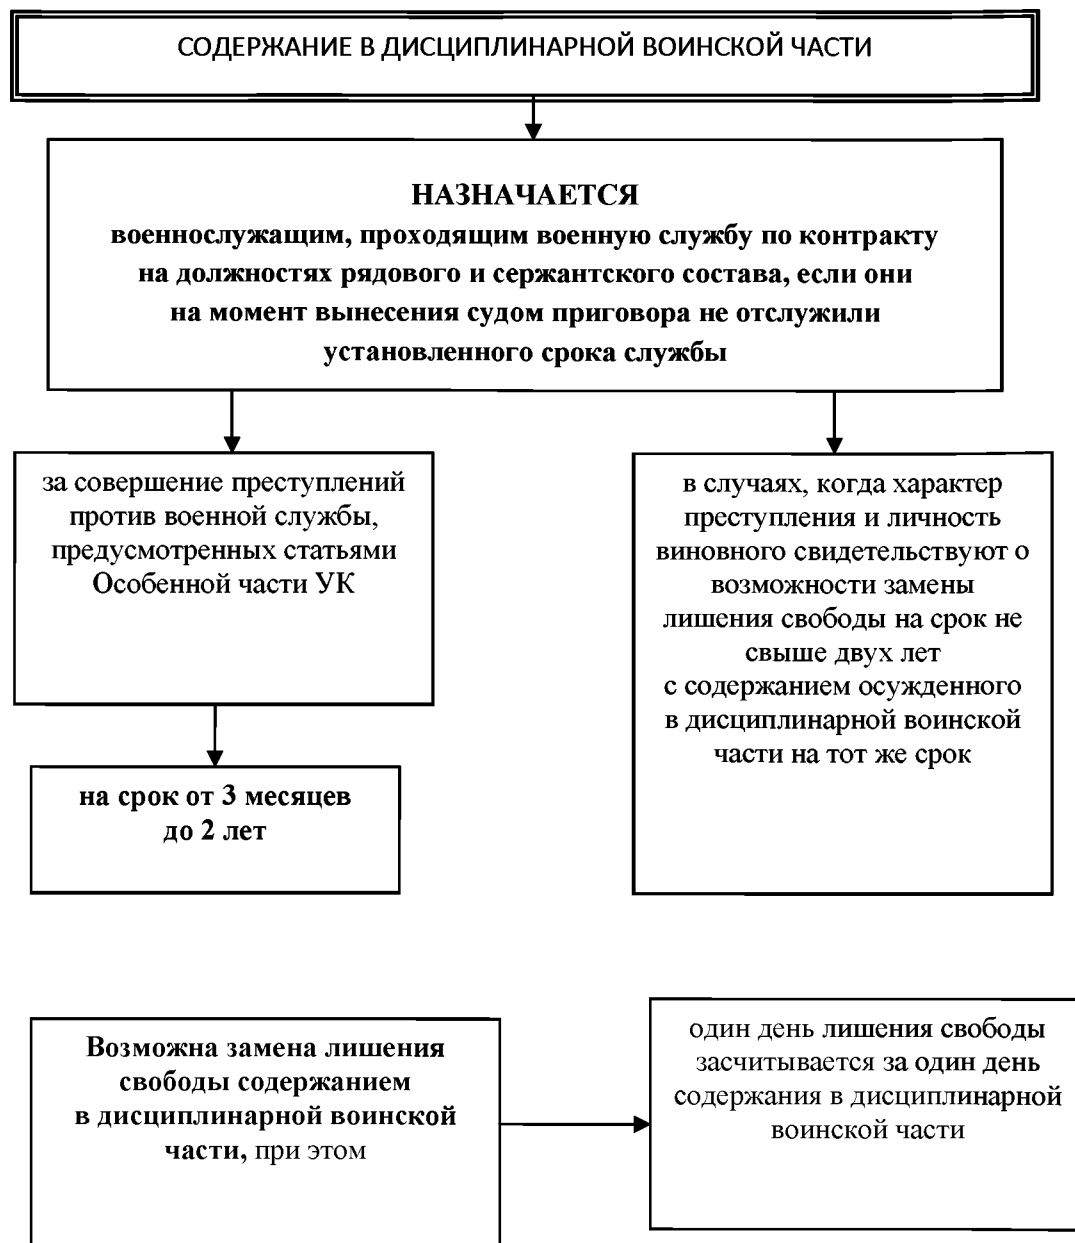 СОДЕРЖАНИЕ В ДИСЦИПЛИНАРНОЙ ВОИНСКОЙ ЧАСТИ
НАЗНАЧАЕТСЯ
военнослужащим, проходящим военную службу по контракту
на должностях рядового и сержантского состава, если они
на момент вынесения судом приговора не отслужили
установленного срока службы
за совершение преступлений
против военной службы,
предусмотренных статьями
Особенной части УК
на срок от 3 месяцев
до 2 лет
в случаях, когда характер
преступления и личность
виновного свидетельствуют о
возможности замены
лишения свободы на срок не
свыше двух лет
с содержанием осужденного
в дисциплинарной воинской
части на тот же срок
Возможна замена лишения
свободы содержанием
в дисциплинарной воинской
части, при этом
один день лишения свободы
засчитывается за один день
содержания в дисциплинарной
воинской части